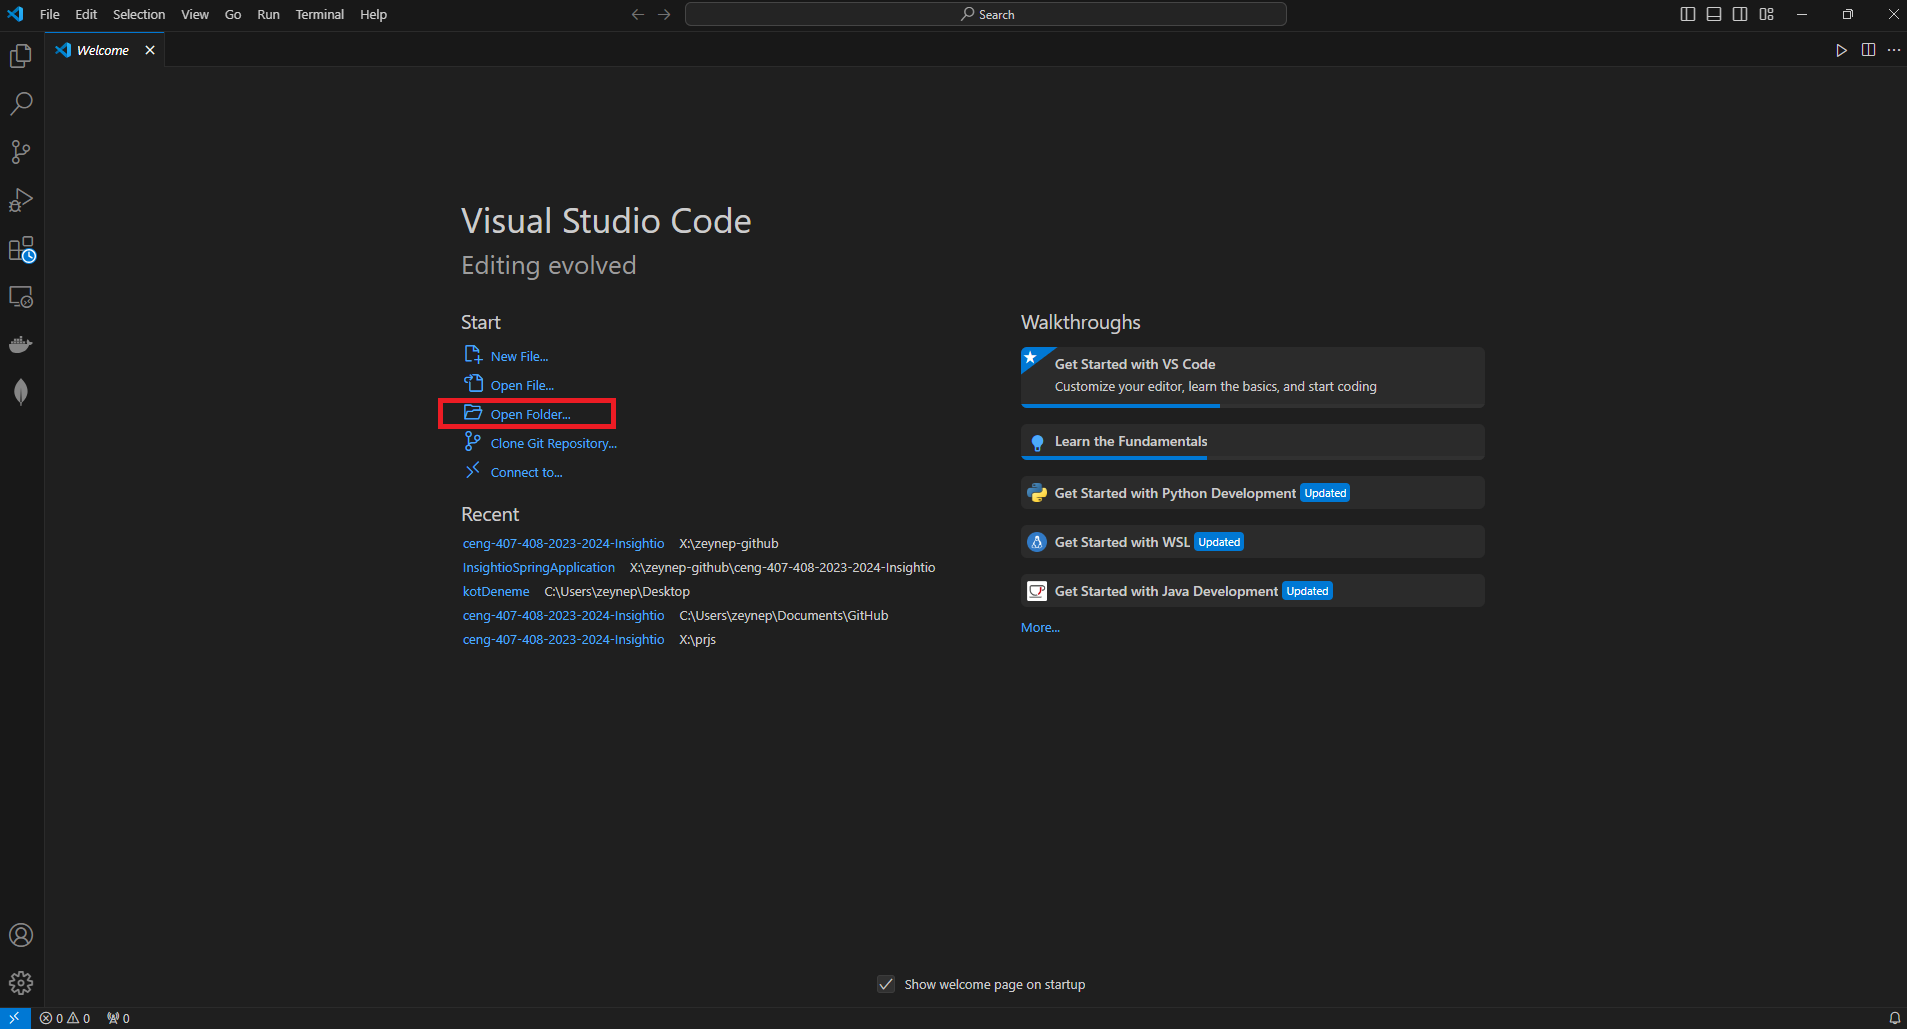 File Edit Selection View Go Run Terminal Help
Search
Welcome
Visual Studio Code
Editing evolved
Start
New File...
Open File...
Open Folder...
Clone Git Repository...
Connect to...
Recent
ceng-407-408-2023-2024-Insightio X:\zeynep-github
InsightioSpringApplication X:\zeynep-github\ceng-407-408-2023-2024-Insightio
kotDeneme C:\Users\zeynep\Desktop
ceng-407-408-2023-2024-Insightio C:\Users\zeynep\Documents\GitHub
ceng-407-408-2023-2024-Insightio X:\prjs
Walkthroughs
Get Started with VS Code
Customize your editor, learn the basics, and start coding
Learn the Fundamentals
Get Started with Python Development Updated
Get Started with WSL Updated
Get Started with Java Development Updated
More...
Show welcome page on startup
0 0 0